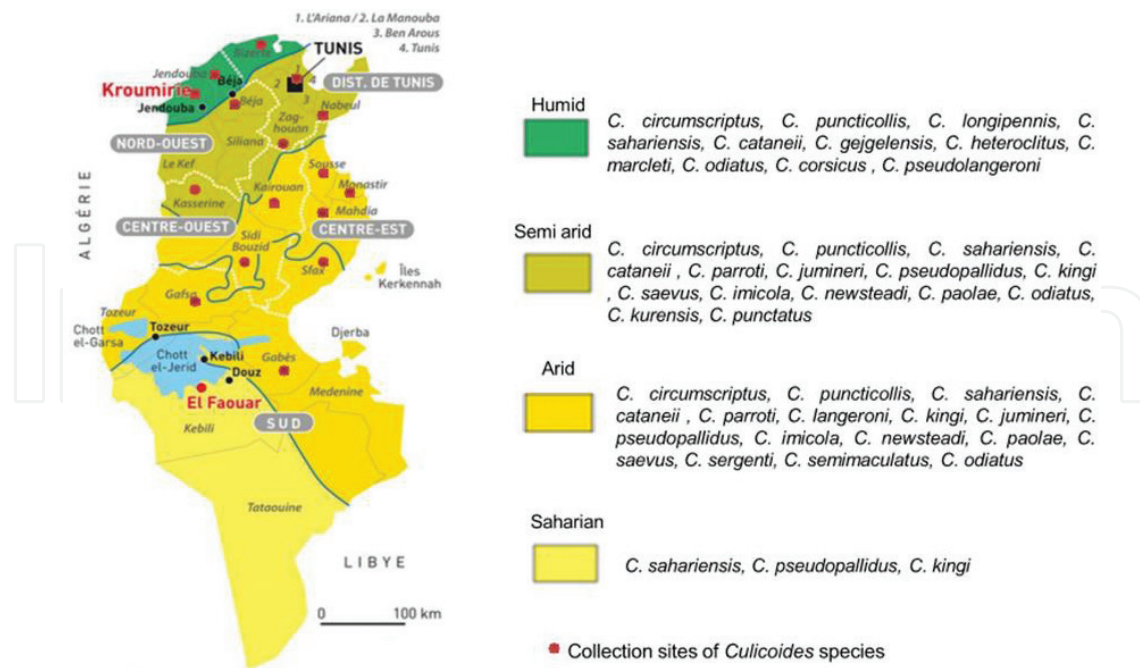 1. L'Ariana / 2. La Manouba
3. Ben Arous
4. Tunis
Bizerte
TUNIS
Jendouba
Béja
1
4
2
3
DIST. DE TUNIS
Kroumirie
Jendouba
Béja
Nabeul
Zag-
houan
NORD-OUEST
Siliana
Le Kef
Sousse
Monastir
Kairouan
Kasserine
Mahdia
ALGÉRIE
CENTRE-OUEST
CENTRE-EST
Sidi
Bouzid
Sfax
Îles
Kerkennah
Gafsa
Tozeur
Chott
el-Garsa
Tozeur
Djerba
Chott
el-Jerid
Kebili
Gabès
Douz
Medenine
El Faouar
SUD
Kebili
Tataouine
LIBYE
0 100 km
Humid
C. circumscriptus, C. puncticollis, C. longipennis, C.
sahariensis, C. cataneii, C. gejgelensis, C. heteroclitus, C.
marcleti, C. odiatus, C. corsicus , C. pseudolangeroni
Semi arid
C. circumscriptus, C. puncticollis, C. sahariensis, C.
cataneii , C. parroti, C. jumineri, C. pseudopallidus, C. kingi
, C. saevus, C. imicola, C. newsteadi, C. paolae, C. odiatus,
C. kurensis, C. punctatus
Arid
C. circumscriptus, C. puncticollis, C. sahariensis, C.
cataneii , C. parroti, C. langeroni, C. kingi, C. jumineri, C.
pseudopallidus, C. imicola, C. newsteadi, C. paolae, C.
saevus, C. sergenti, C. semimaculatus, C. odiatus
Saharian
C. sahariensis, C. pseudopallidus, C. kingi
Collection sites of Culicoides species